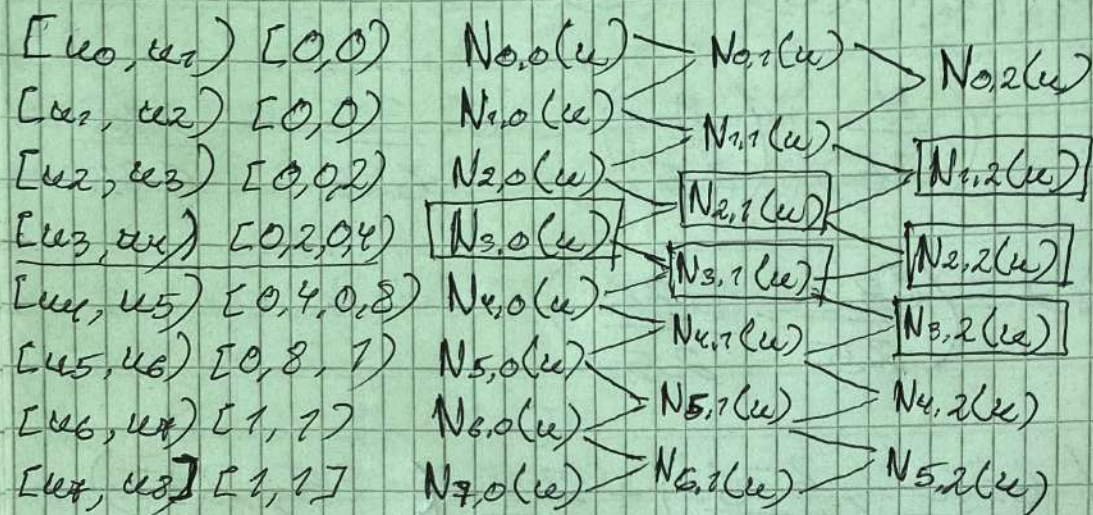 [u0, u1) [0,0) N0,0(u) N0,1(u) N0,2(u)
[u1, u2) [0,0) N1,0(u) N1,1(u)
[u2, u3) [0,0,2) N2,0(u) N2,1(u) N1,2(u)
[u3, u4) [0,2,0,4) N3,0(u) N3,1(u) N2,2(u)
[u4, u5) [0,4,0,8) N4,0(u) N4,1(u) N3,2(u)
[u5, u6) [0,8, 1) N5,0(u) N5,1(u) N4,2(u)
[u6, u7) [1, 1) N6,0(u)
[u7, u8] [1,1] N7,0(u) N6,1(u) N5,2(u)